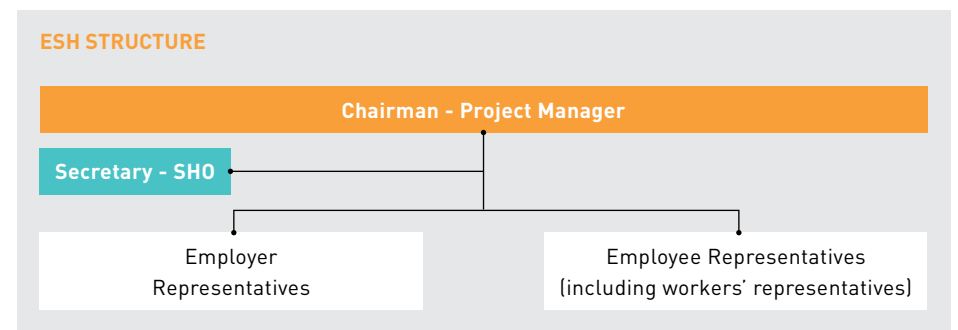 ESH STRUCTURE
Chairman - Project Manager
Secretary - SHO
Employer
Representatives
Employee Representatives
(including workers’ representatives)